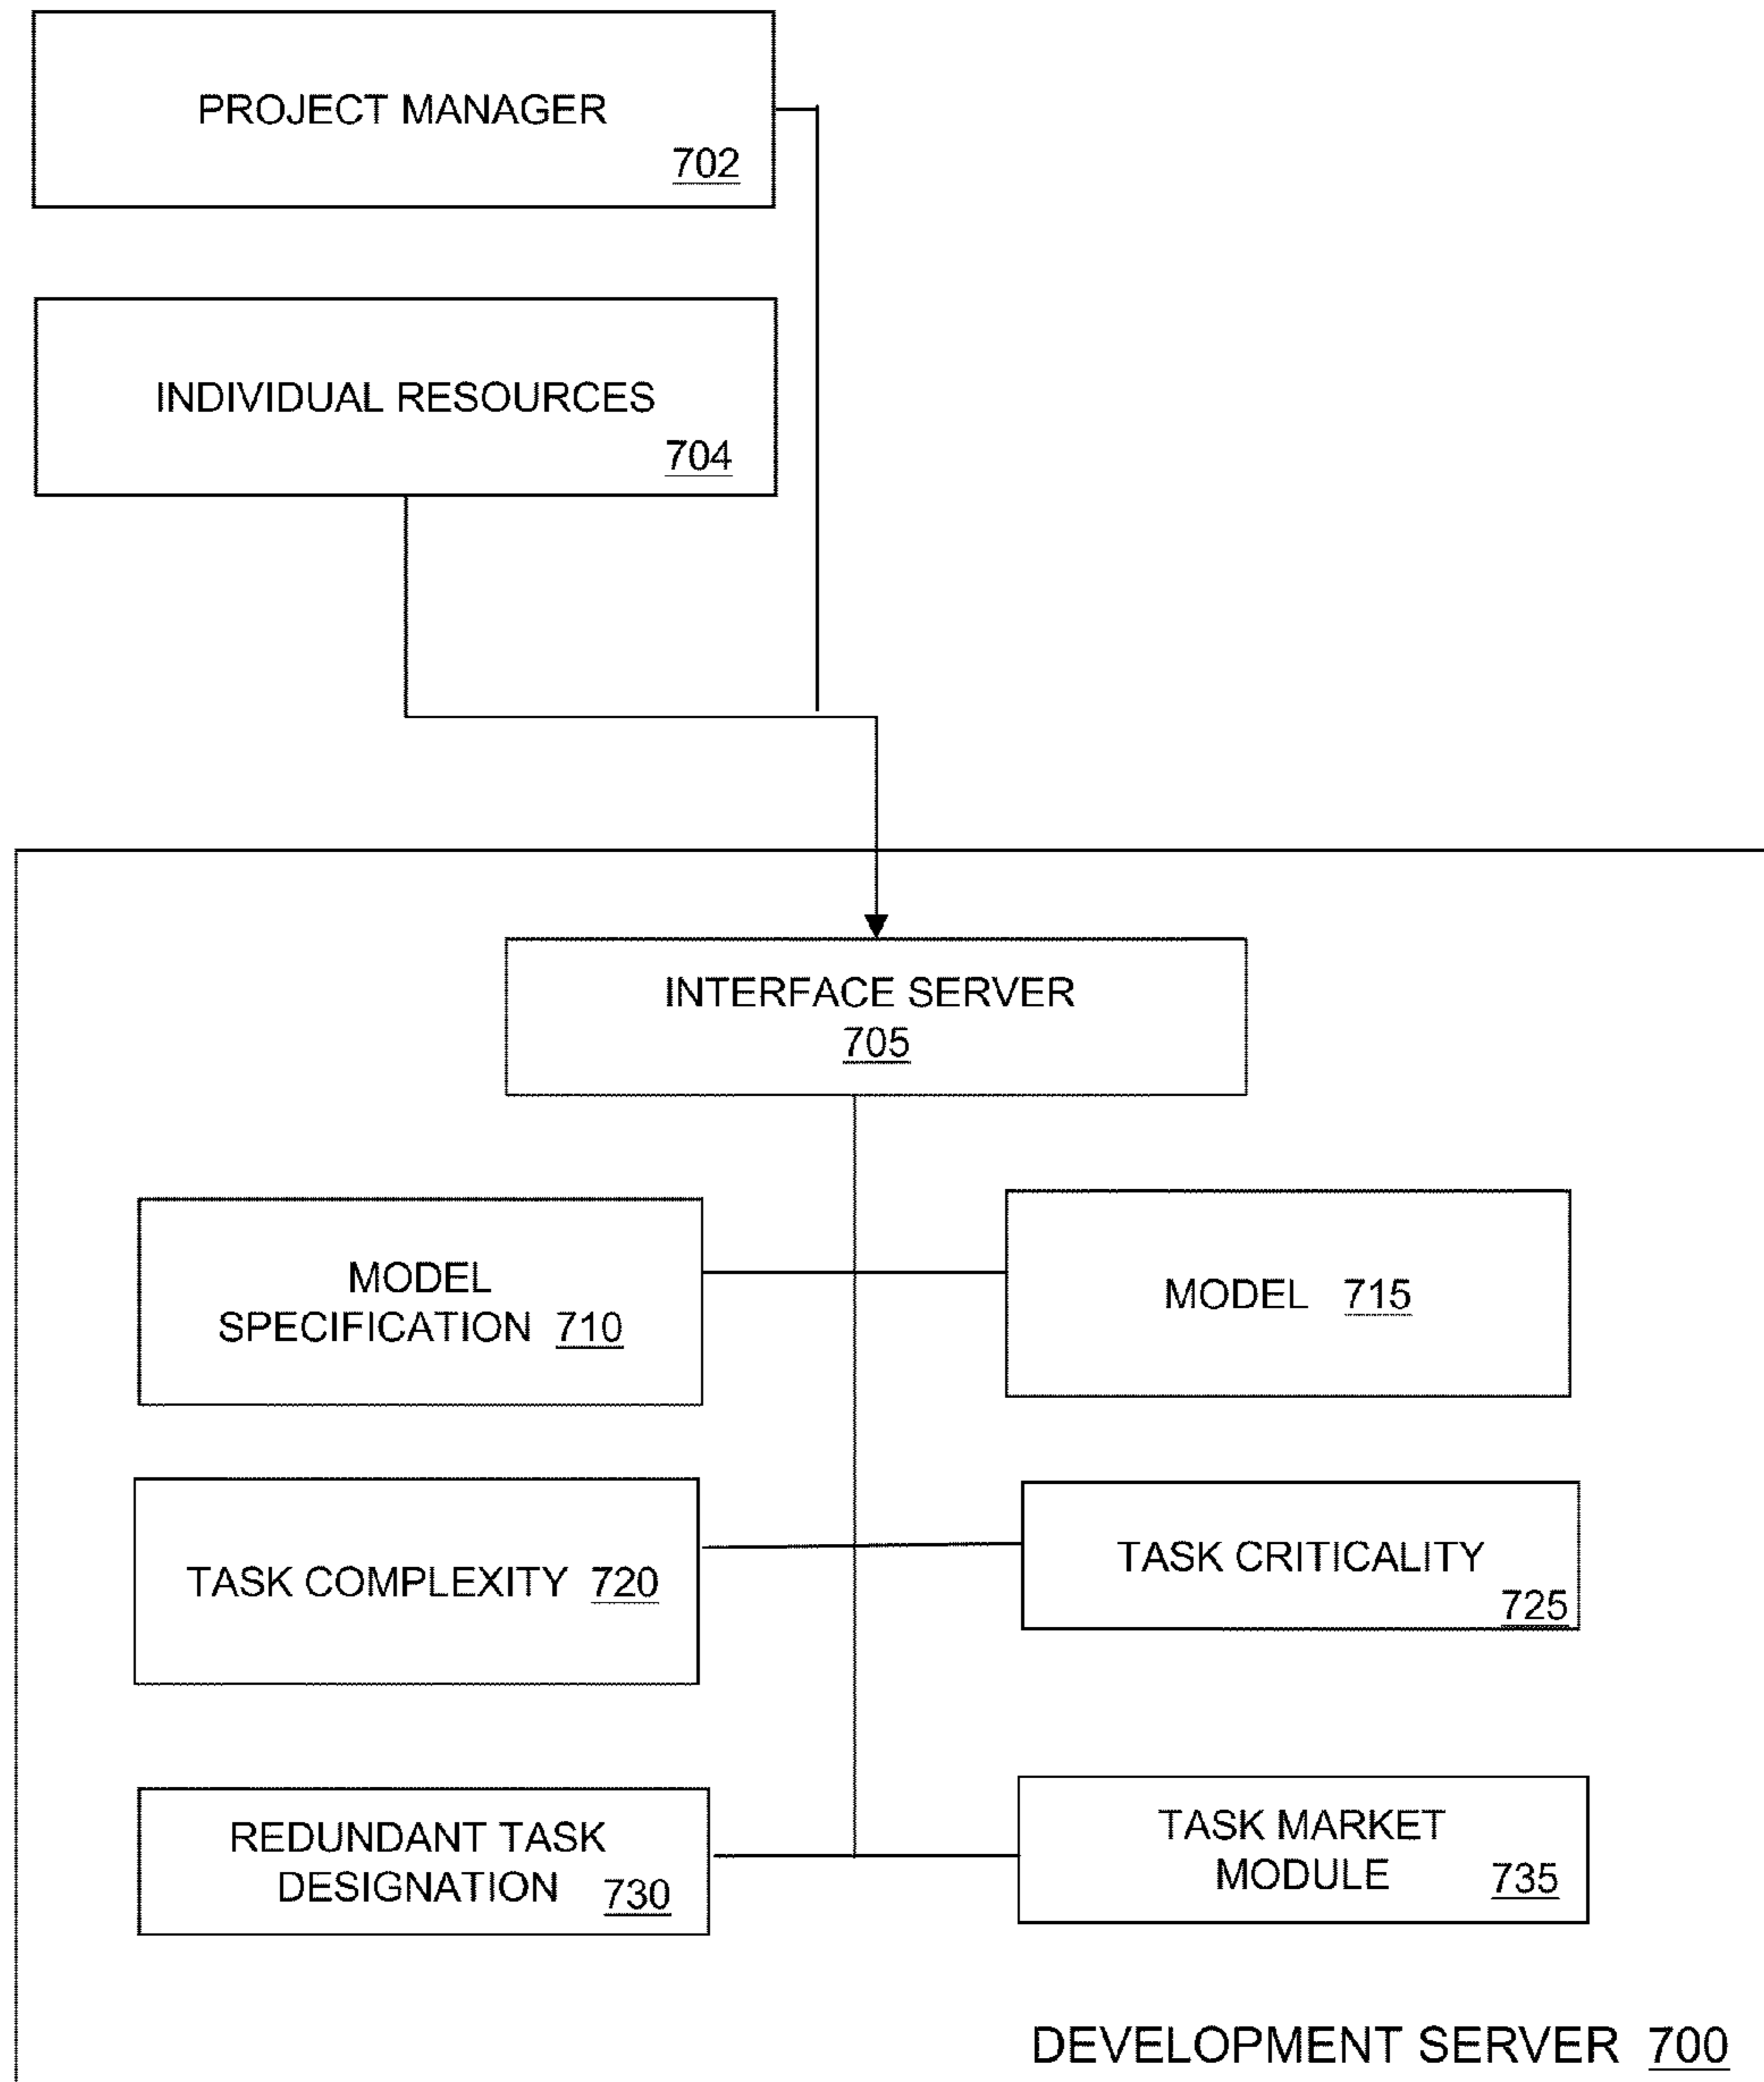 PROJECT MANAGER
702
INDIVIDUAL RESOURCES
704
INTERFACE SERVER
705
MODEL
SPECIFICATION 710
MODEL 715
TASK COMPLEXITY 720
TASK CRITICALITY
725
REDUNDANT TASK
DESIGNATION 730
TASK MARKET
MODULE 735
DEVELOPMENT SERVER 700